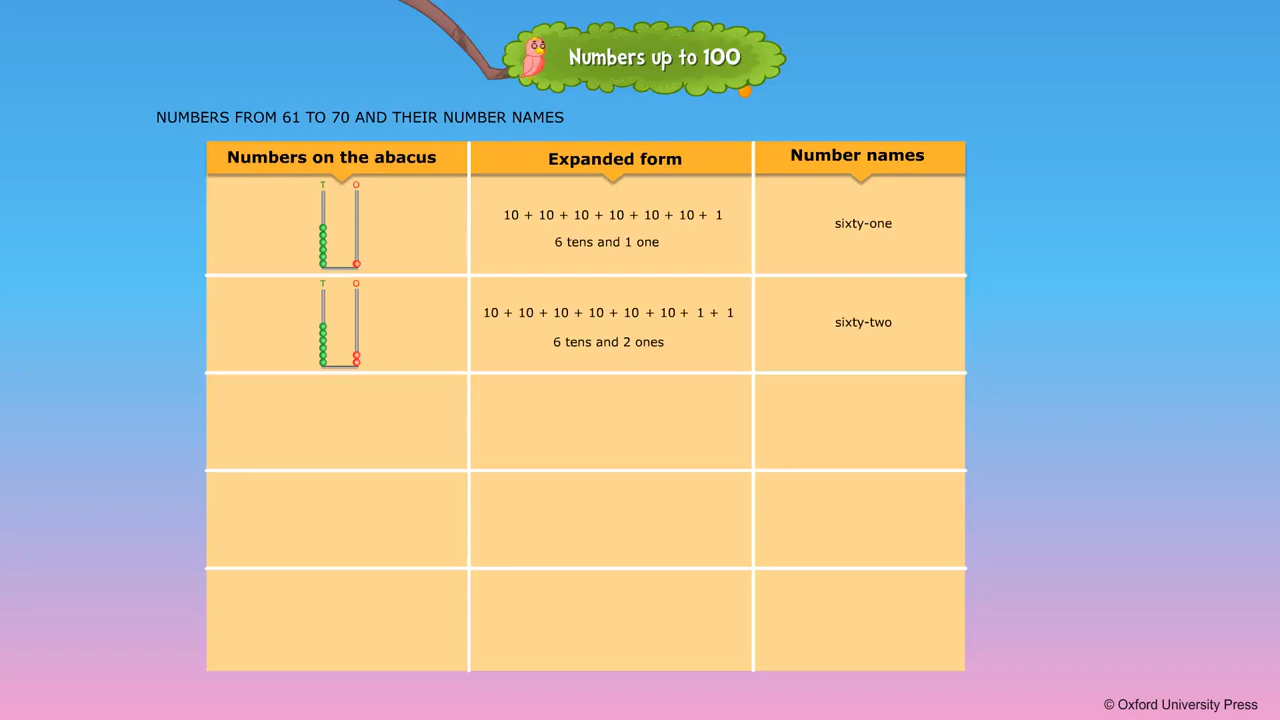 Numbers up to 100
NUMBERS FROM 61 TO 70 AND THEIR NUMBER NAMES
Numbers on the abacus
Expanded form
Number names
T O
10 + 10 + 10 + 10 + 10 + 10 + 1
6 tens and 1 one
sixty-one
T O
10 + 10 + 10 + 10 + 10 + 10 + 1 + 1
6 tens and 2 ones
sixty-two
© Oxford University Press